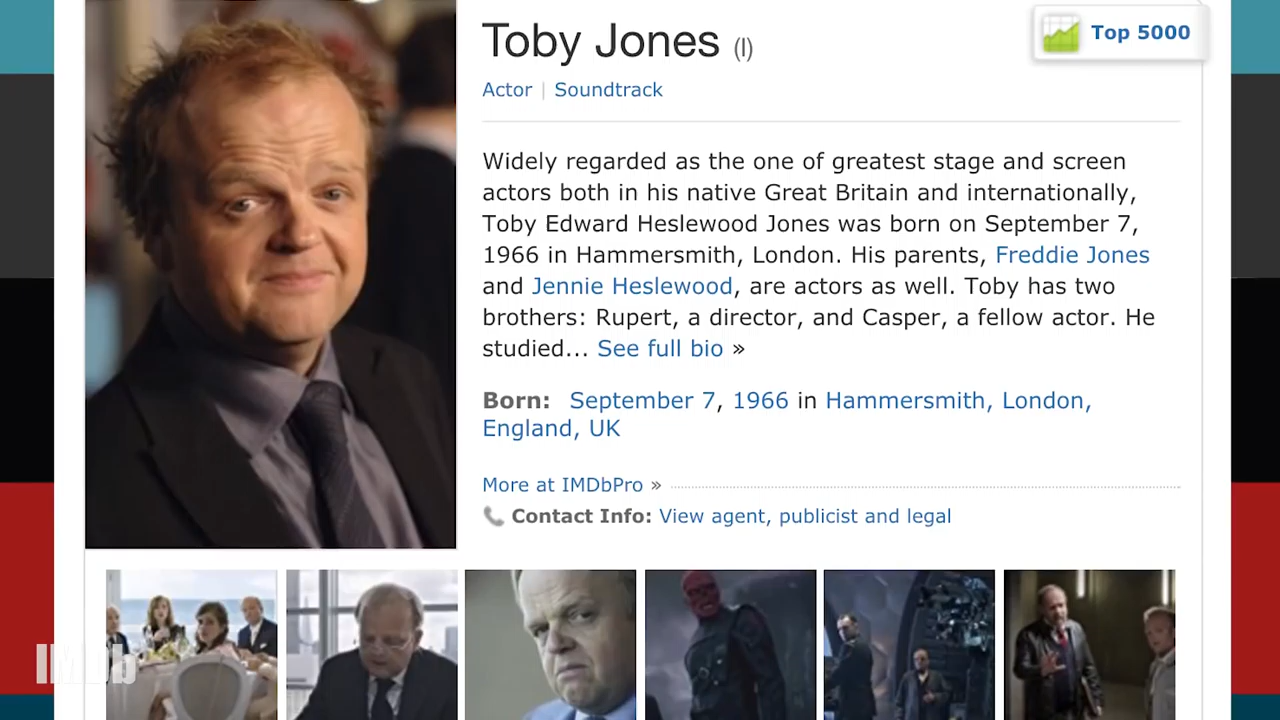 Toby Jones (I)
Top 5000
Actor | Soundtrack
Widely regarded as the one of greatest stage and screen
actors both in his native Great Britain and internationally,
Toby Edward Heslewood Jones was born on September 7,
1966 in Hammersmith, London. His parents, Freddie Jones
and Jennie Heslewood, are actors as well. Toby has two
brothers: Rupert, a director, and Casper, a fellow actor. He
studied... See full bio »
Born: September 7, 1966 in Hammersmith, London,
England, UK
More at IMDbPro »
Contact Info: View agent, publicist and legal
IMDb